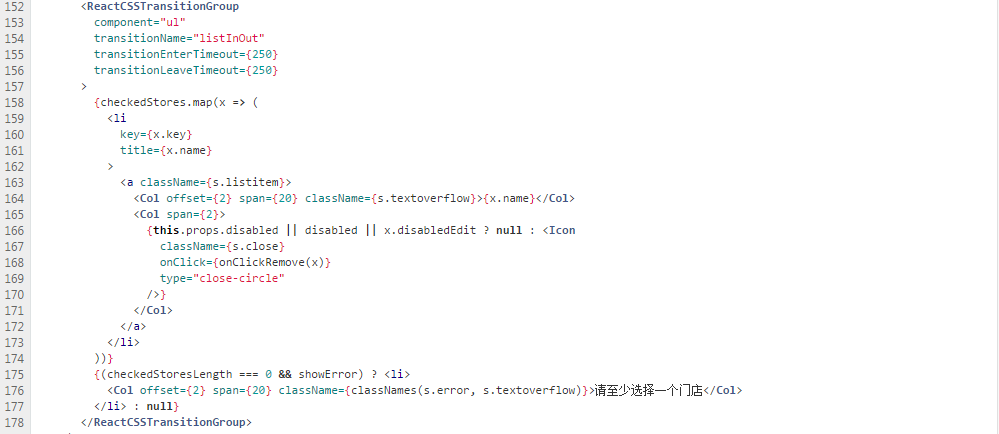 152 <ReactCSSTransitionGroup
153 component="ul"
154 transitionName="listInOut"
155 transitionEnterTimeout={250}
156 transitionLeaveTimeout={250}
157 >
158 {checkedStores.map(x => (
159 <li
160 key={x.key}
161 title={x.name}
162 >
163 <a className={s.listitem}>
164 <Col offset={2} span={20} className={s.textoverflow}>{x.name}</Col>
165 <Col span={2}>
166 {this.props.disabled || disabled || x.disabledEdit ? null : <Icon
167 className={s.close}
168 onClick={onClickRemove(x)}
169 type="close-circle"
170 />}
171 </Col>
172 </a>
173 </li>
174 ))}
175 {(checkedStoresLength === 0 && showError) ? <li>
176 <Col offset={2} span={20} className={classNames(s.error, s.textoverflow)}>请至少选择一个门店</Col>
177 </li> : null}
178 </ReactCSSTransitionGroup>